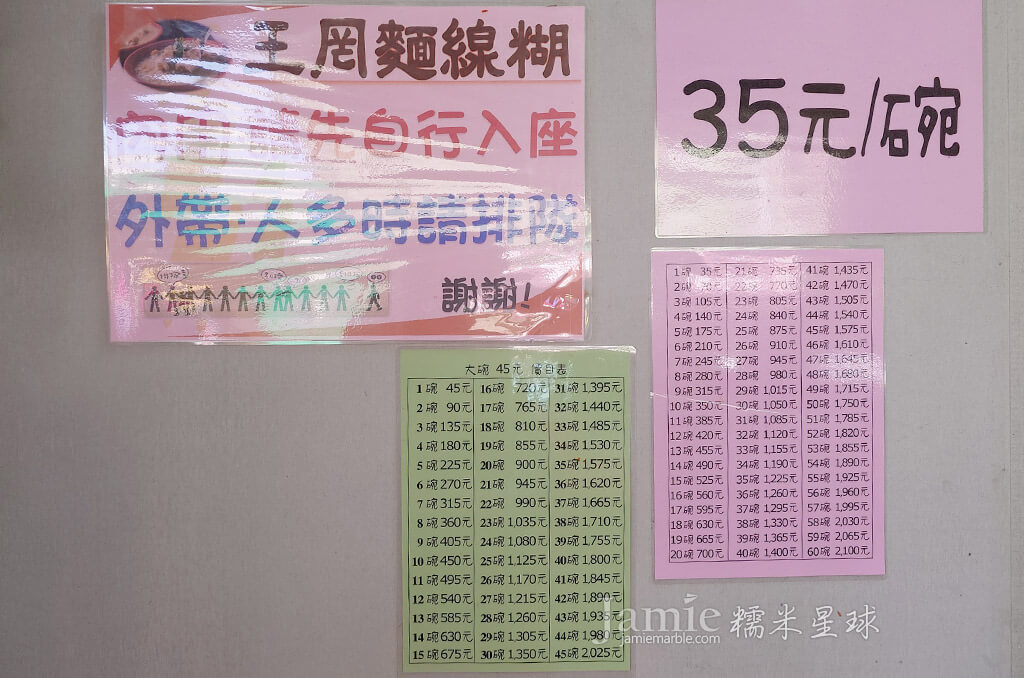 王罔麵線糊
請先自行入座
外帶·人多時請排隊
謝謝!
35元/碗
大碗 45元 價目表
1碗 45元 16碗 720元 31碗 1,395元
2碗 90元 17碗 765元 32碗 1,440元
3碗 135元 18碗 810元 33碗 1,485元
4碗 180元 19碗 855元 34碗 1,530元
5碗 225元 20碗 900元 35碗 1,575元
6碗 270元 21碗 945元 36碗 1,620元
7碗 315元 22碗 990元 37碗 1,665元
8碗 360元 23碗 1,035元 38碗 1,710元
9碗 405元 24碗 1,080元 39碗 1,755元
10碗 450元 25碗 1,125元 40碗 1,800元
11碗 495元 26碗 1,170元 41碗 1,845元
12碗 540元 27碗 1,215元 42碗 1,890元
13碗 585元 28碗 1,260元 43碗 1,935元
14碗 630元 29碗 1,305元 44碗 1,980元
15碗 675元 30碗 1,350元 45碗 2,025元
1碗 35元 21碗 735元 41碗 1,435元
2碗 70元 22碗 770元 42碗 1,470元
3碗 105元 23碗 805元 43碗 1,505元
4碗 140元 24碗 840元 44碗 1,540元
5碗 175元 25碗 875元 45碗 1,575元
6碗 210元 26碗 910元 46碗 1,610元
7碗 245元 27碗 945元 47碗 1,645元
8碗 280元 28碗 980元 48碗 1,680元
9碗 315元 29碗 1,015元 49碗 1,715元
10碗 350元 30碗 1,050元 50碗 1,750元
11碗 385元 31碗 1,085元 51碗 1,785元
12碗 420元 32碗 1,120元 52碗 1,820元
13碗 455元 33碗 1,155元 53碗 1,855元
14碗 490元 34碗 1,190元 54碗 1,890元
15碗 525元 35碗 1,225元 55碗 1,925元
16碗 560元 36碗 1,260元 56碗 1,960元
17碗 595元 37碗 1,295元 57碗 1,995元
18碗 630元 38碗 1,330元 58碗 2,030元
19碗 665元 39碗 1,365元 59碗 2,065元
20碗 700元 40碗 1,400元 60碗 2,100元
Jamie 糯米星球
jamiemarble.com